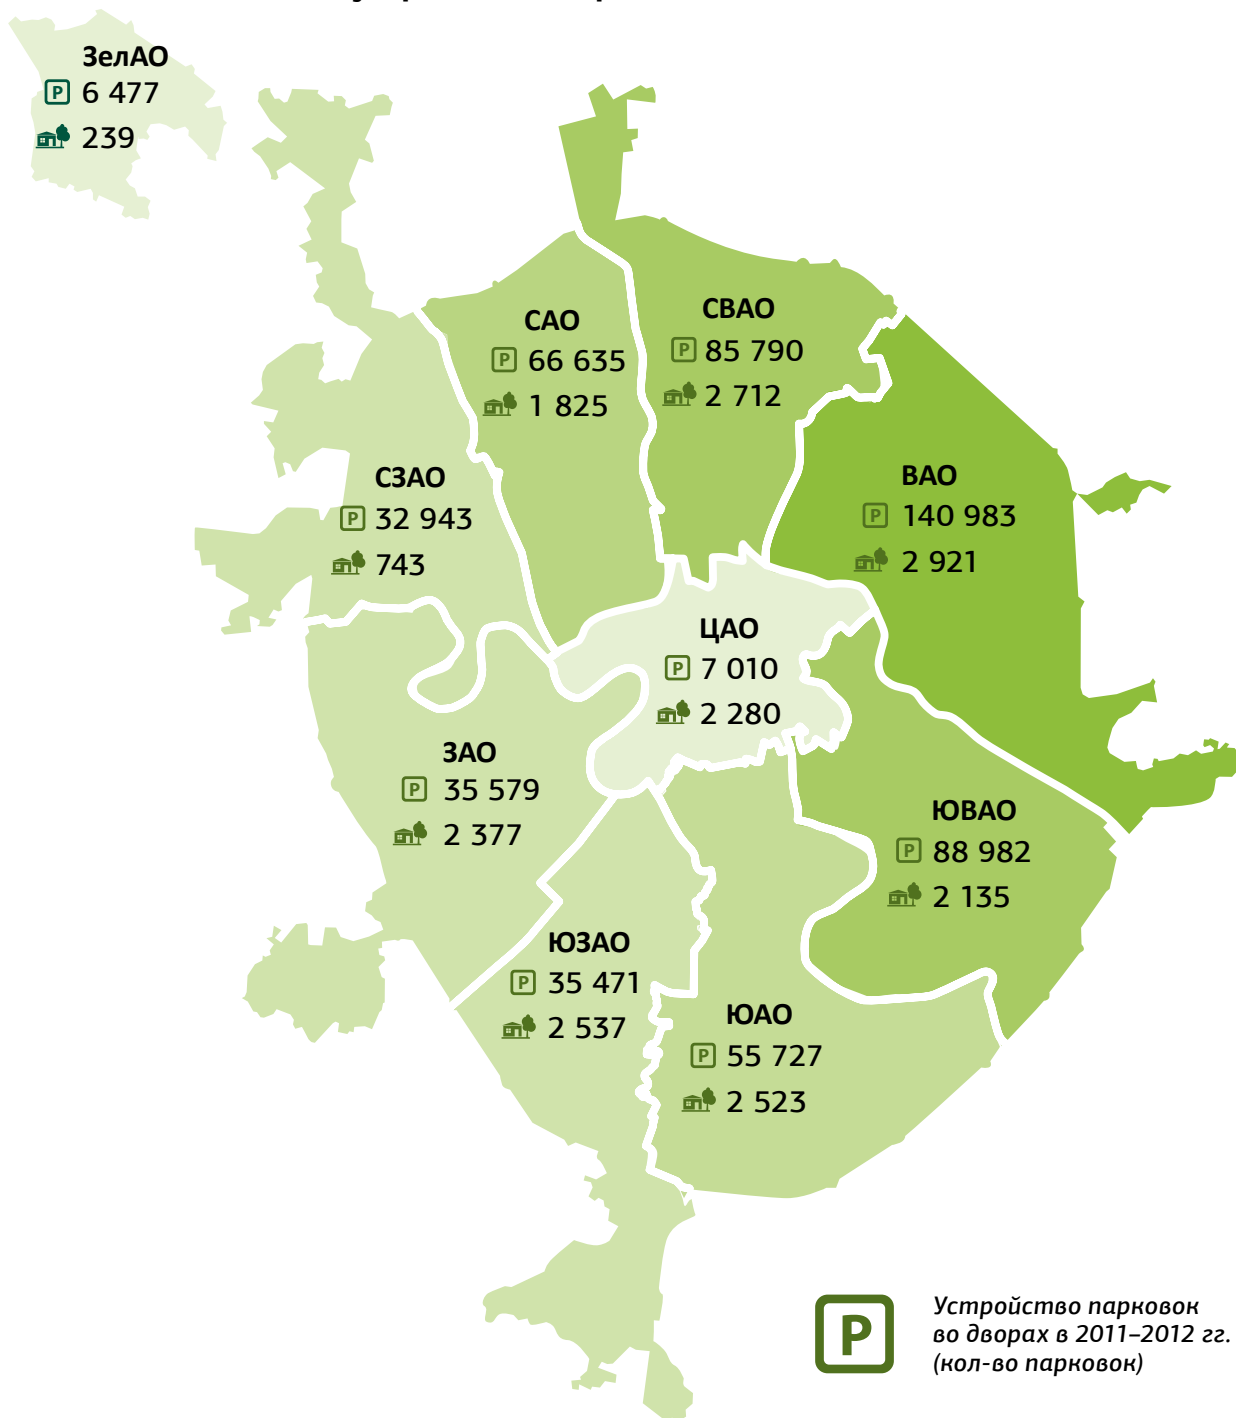 ЗелАО
P 6 477
239
САО
P 66 635
1 825
СВАО
P 85 790
2 712
СЗАО
P 32 943
743
ВАО
P 140 983
2 921
ЦАО
P 7 010
2 280
ЗАО
P 35 579
2 377
ЮВАО
P 88 982
2 135
ЮЗАО
P 35 471
2 537
ЮАО
P 55 727
2 523
P
Устройство парковок
во дворах в 2011–2012 гг.
(кол-во парковок)